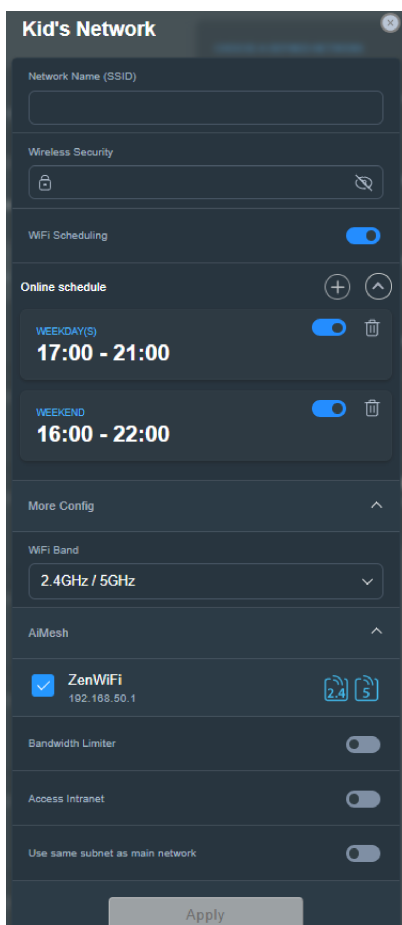 Kid's Network
Network Name (SSID)
Wireless Security
WiFi Scheduling
Online schedule
WEEKDAY(S)
17:00 - 21:00
WEEKEND
16:00 - 22:00
More Config
WiFi Band
2.4GHz / 5GHz
AiMesh
ZenWiFi
2.4 5
192.168.50.1
Bandwidth Limiter
Access Intranet
Use same subnet as main network
Apply